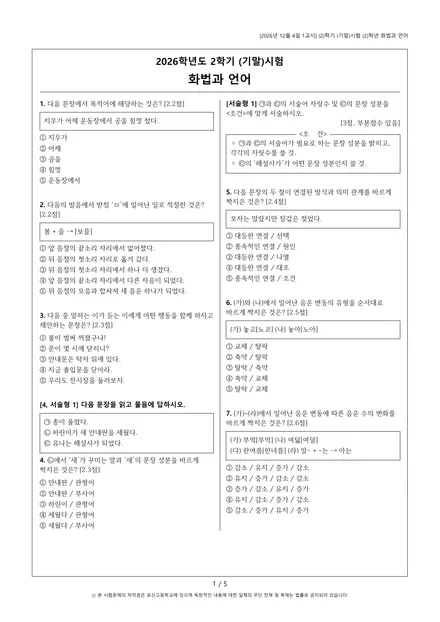 [2026년 12월 4일 1교시] (2)학기 (기말)시험 (2)학년 화법과 언어
2026학년도 2학기 (기말)시험
화법과 언어
1. 다음 문장에서 목적어에 해당하는 것은? [2.2점]
지우가 어제 운동장에서 공을 힘껏 찼다.
① 지우가
② 어제
③ 공을
④ 힘껏
⑤ 운동장에서
2. 다음의 발음에서 받침 'ㅁ'에 일어난 일로 적절한 것은?
[2.2점]
봄 + 을 → [보믈]
① 앞 음절의 끝소리 자리에서 없어졌다.
② 뒤 음절의 첫소리 자리로 옮겨 갔다.
③ 뒤 음절의 첫소리 자리에서 하나 더 생겼다.
④ 앞 음절의 끝소리 자리에서 다른 자음이 되었다.
⑤ 뒤 음절의 모음과 합쳐져 새 음운 하나가 되었다.
3. 다음 중 말하는 이가 듣는 이에게 어떤 행동을 함께 하자고
제안하는 문장은? [2.3점]
① 불이 벌써 꺼졌구나!
② 문이 몇 시에 닫히니?
③ 안내문은 탁자 위에 있다.
④ 지금 출입문을 닫아라.
⑤ 우리도 전시장을 둘러보자.
[4, 서술형 1] 다음 문장을 읽고 물음에 답하시오.
㉠ 종이 울렸다.
㉡ 하린이가 새 안내판을 세웠다.
㉢ 유나는 해설사가 되었다.
4. ㉡에서 '새'가 꾸미는 말과 '새'의 문장 성분을 바르게
짝지은 것은? [2.3점]
① 안내판 / 관형어
② 안내판 / 부사어
③ 하린이 / 관형어
④ 세웠다 / 관형어
⑤ 세웠다 / 부사어
[서술형 1] ㉠과 ㉢의 서술어 자릿수 및 ㉢의 문장 성분을
<조건>에 맞게 서술하시오.
[3점, 부분점수 있음]
<조 건>
◦ ㉠과 ㉢의 서술어가 필요로 하는 문장 성분을 밝히고,
각각의 자릿수를 쓸 것.
◦ ㉢의 '해설사가'가 어떤 문장 성분인지 쓸 것.
5. 다음 문장의 두 절이 연결된 방식과 의미 관계를 바르게
짝지은 것은? [2.4점]
모자는 말랐지만 장갑은 젖었다.
① 대등한 연결 / 선택
② 종속적인 연결 / 원인
③ 대등한 연결 / 나열
④ 대등한 연결 / 대조
⑤ 종속적인 연결 / 조건
6. (가)와 (나)에서 일어난 음운 변동의 유형을 순서대로
바르게 짝지은 것은? [2.5점]
(가) 놓고[노코] (나) 놓아[노아]
① 교체 / 탈락
② 축약 / 탈락
③ 탈락 / 축약
④ 축약 / 교체
⑤ 탈락 / 교체
7. (가)~(라)에서 일어난 음운 변동에 따른 음운 수의 변화를
바르게 짝지은 것은? [2.6점]
(가) 부엌[부억] (나) 여덟[여덜]
(다) 한여름[한녀름] (라) 알- + -는 → 아는
① 감소 / 유지 / 증가 / 감소
② 유지 / 감소 / 증가 / 감소
③ 증가 / 감소 / 유지 / 증가
④ 유지 / 증가 / 감소 / 감소
⑤ 감소 / 증가 / 유지 / 유지
1 / 5